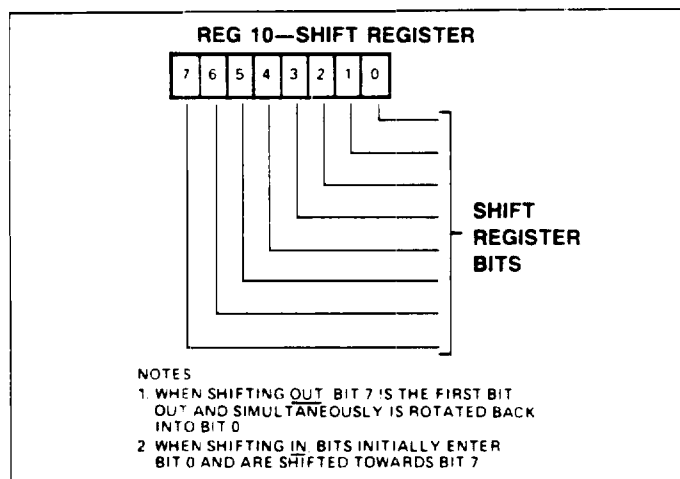 REG 10—SHIFT REGISTER
7 6 5 4 3 2 1 0
SHIFT
REGISTER
BITS
NOTES
1. WHEN SHIFTING OUT BIT 7 IS THE FIRST BIT
OUT AND SIMULTANEOUSLY IS ROTATED BACK
INTO BIT 0
2 WHEN SHIFTING IN BITS INITIALLY ENTER
BIT 0 AND ARE SHIFTED TOWARDS BIT 7